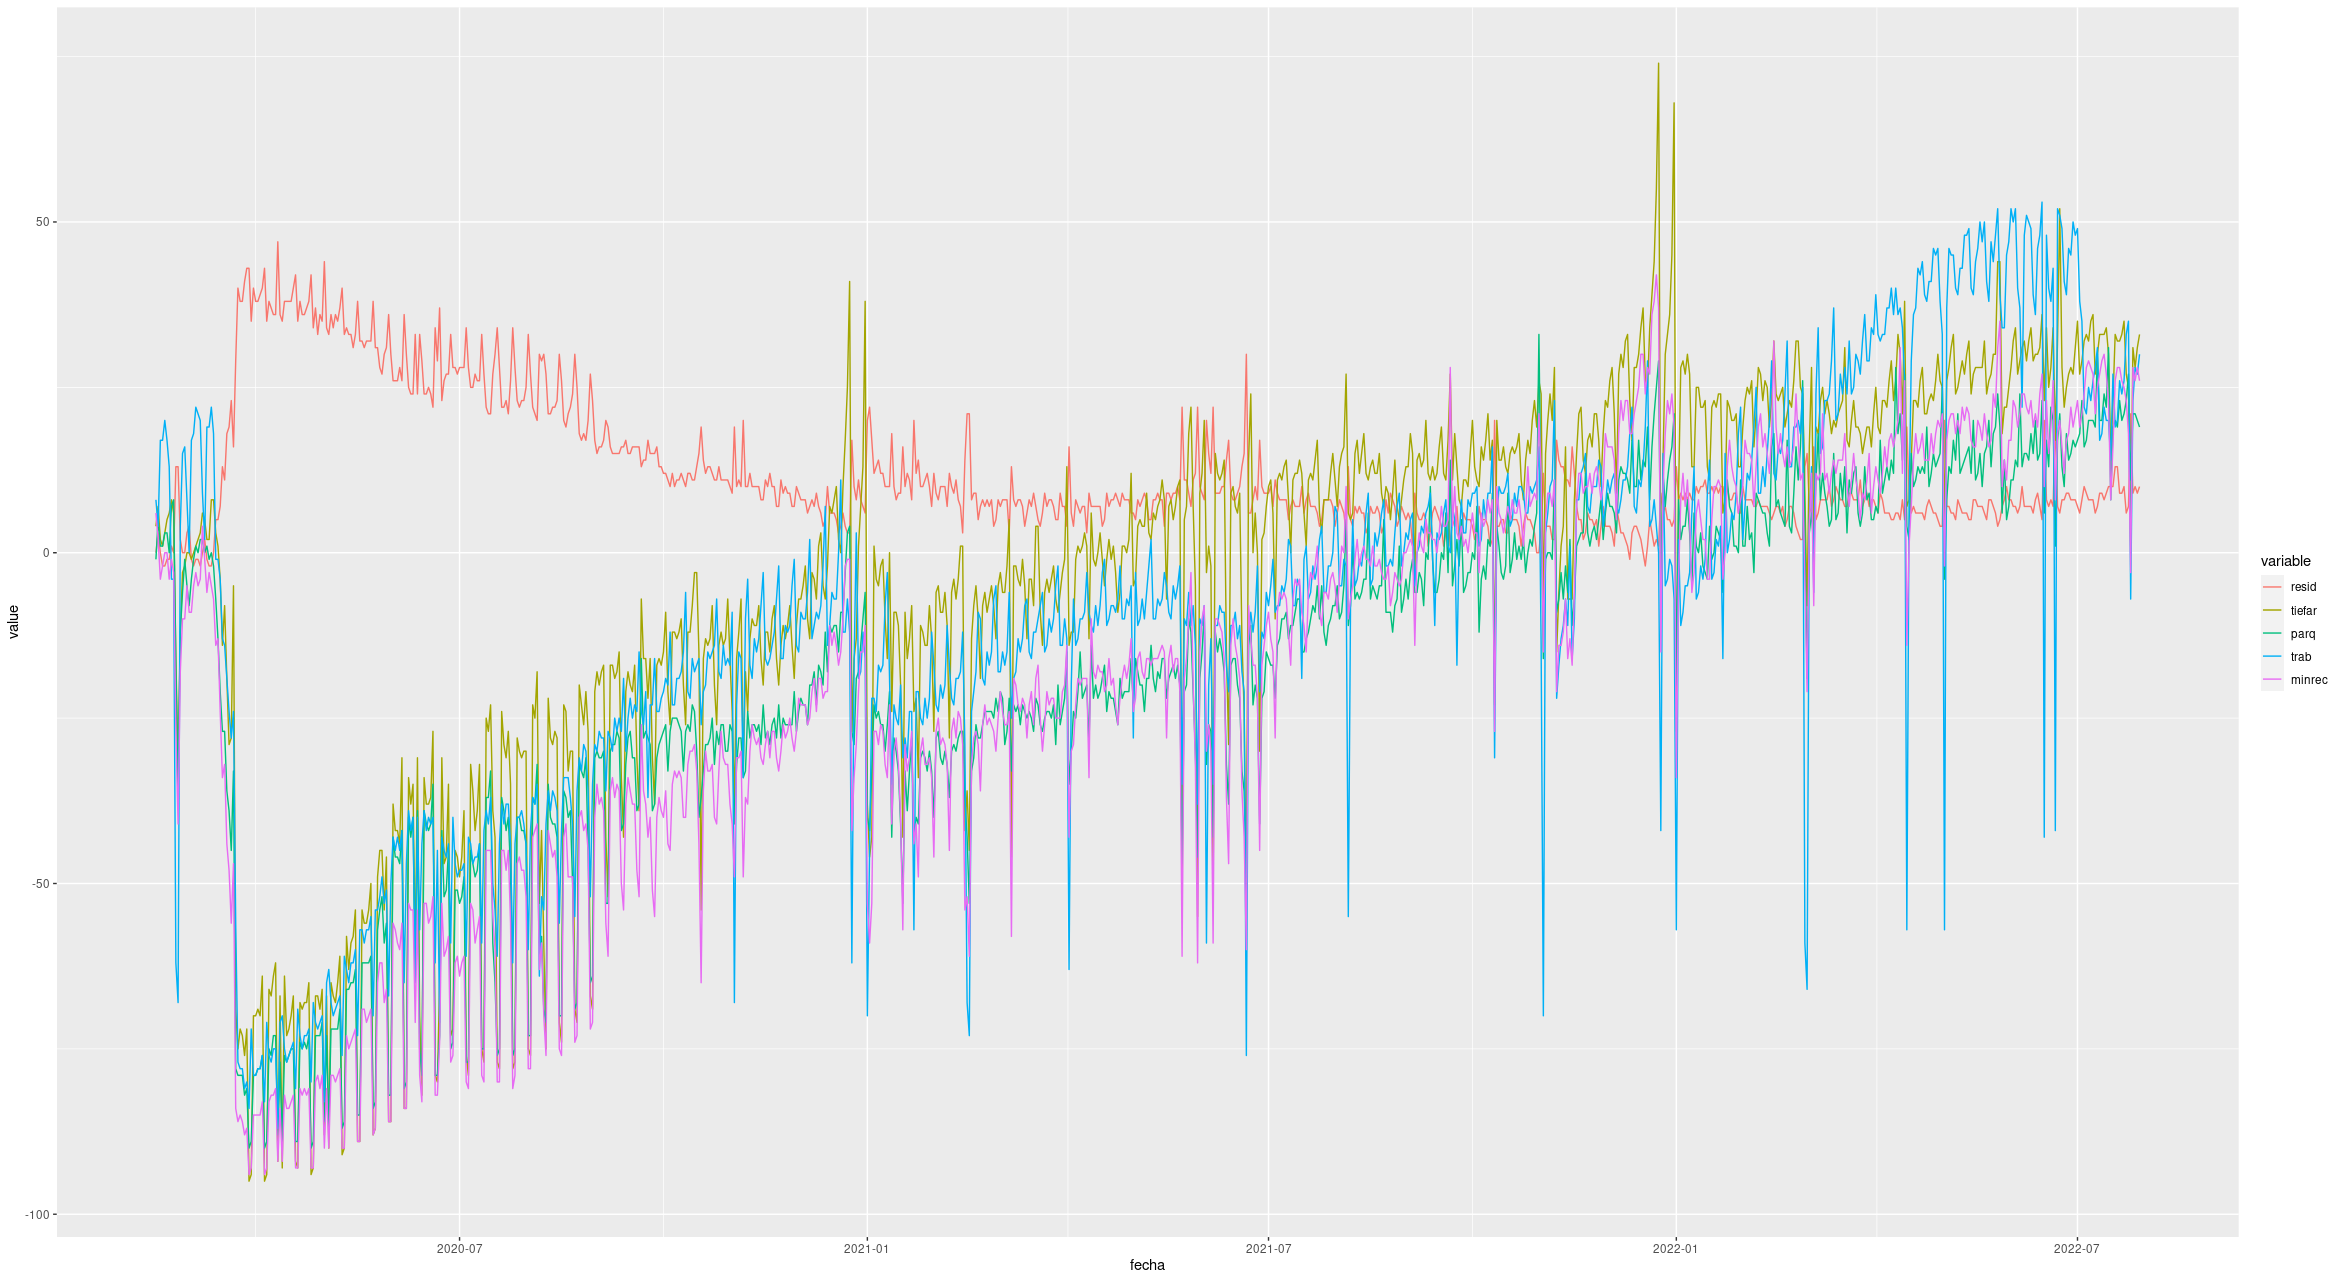 value
50
0
-50
-100
2020-07
2021-01
2021-07
2022-01
2022-07
fecha
variable
resid
tiefar
parq
trab
minrec